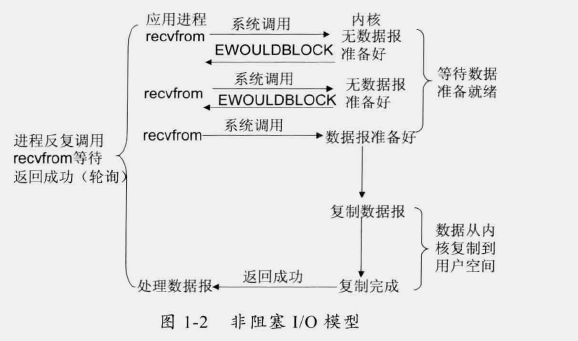 应用进程
系统调用
内核
recvfrom
无数据报
EWOULDBLOCK
准备好
系统调用
无数据报
recvfrom
EWOULDBLOCK
准备好
等待数据
准备就绪
系统调用
recvfrom
数据报准备好
进程反复调用
recvfrom等待
返回成功（轮询）
复制数据报
数据从内
核复制到
用户空间
返回成功
处理数据报
复制完成
图 1-2 非阻塞 I/O 模型